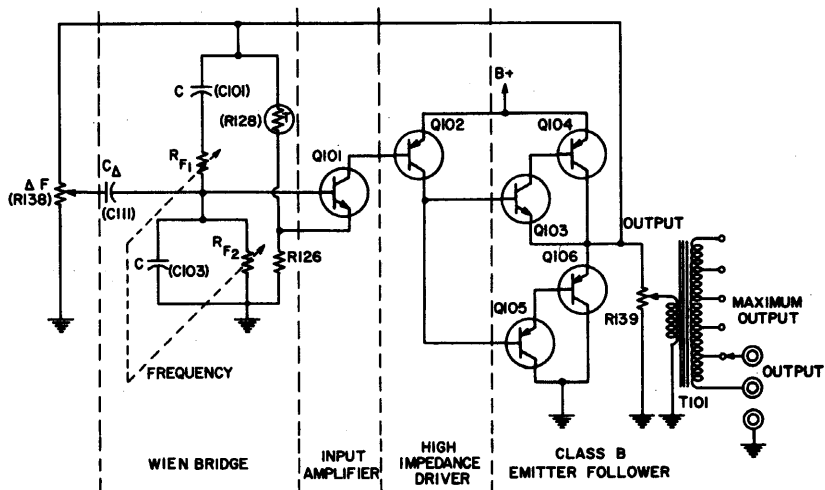 B+
C
(C101)
(R128)
T
Q102
Q104
Q101
RF1
CΔ
ΔF
(R138)
(C111)
Q103
OUTPUT
Q106
RF2
C
(C103)
R126
Q105
R139
MAXIMUM
OUTPUT
FREQUENCY
T101
OUTPUT
WIEN BRIDGE
INPUT
AMPLIFIER
HIGH
IMPEDANCE
DRIVER
CLASS B
EMITTER FOLLOWER